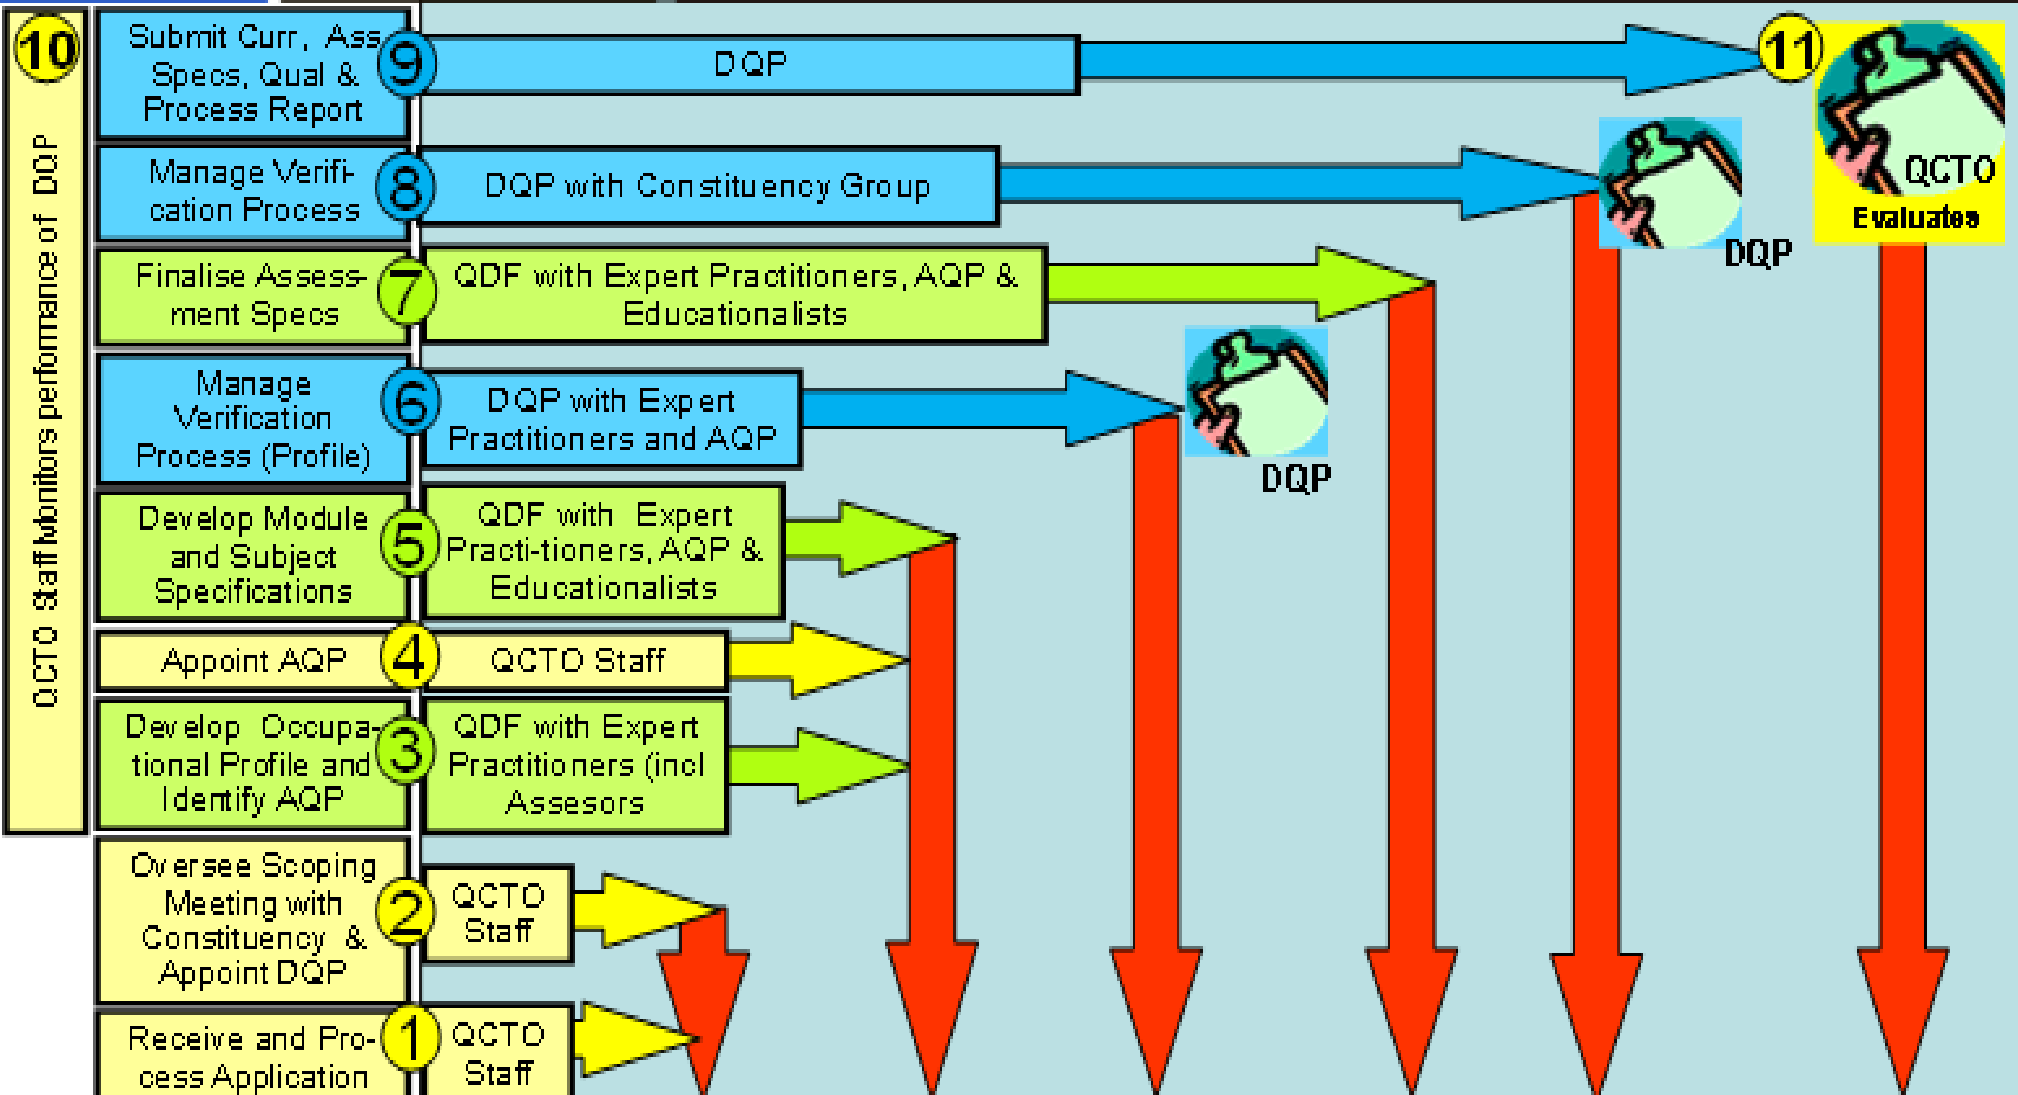 10
QCTO Staff Monitors performance of DQP
Submit Curr, Ass
Specs, Qual &
Process Report
9
DQP
11
QCTO
Evaluates
Manage Verifi-
cation Process
8
DQP with Constituency Group
DQP
Finalise Assess-
ment Specs
7
QDF with Expert Practitioners, AQP &
Educationalists
Manage
Verification
Process (Profile)
6
DQP with Expert
Practitioners and AQP
DQP
Develop Module
and Subject
Specifications
5
QDF with Expert
Practi-tioners, AQP &
Educationalists
Appoint AQP
4
QCTO Staff
Develop Occupa-
tional Profile and
Identify AQP
3
QDF with Expert
Practitioners (incl
Assesors
Oversee Scoping
Meeting with
Constituency &
Appoint DQP
2
QCTO
Staff
Receive and Pro-
cess Application
1
QCTO
Staff